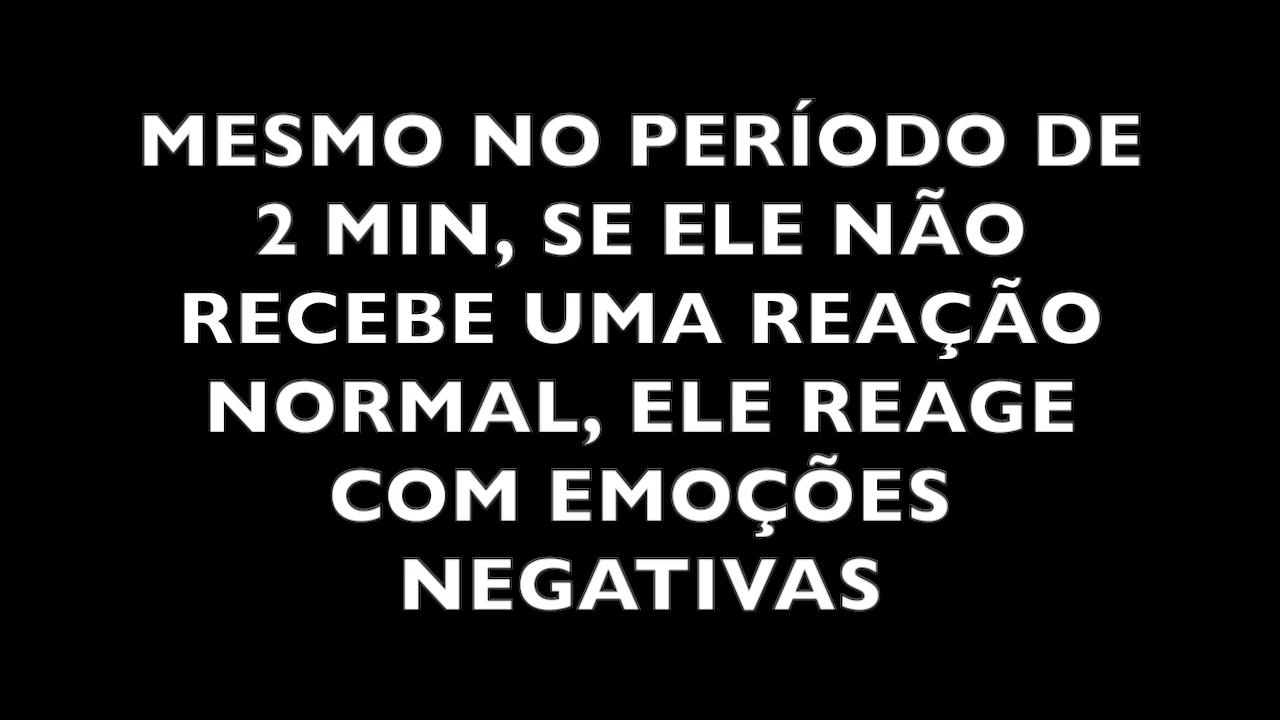 MESMO NO PERÍODO DE
2 MIN, SE ELE NÃO
RECEBE UMA REAÇÃO
NORMAL, ELE REAGE
COM EMOÇÕES
NEGATIVAS